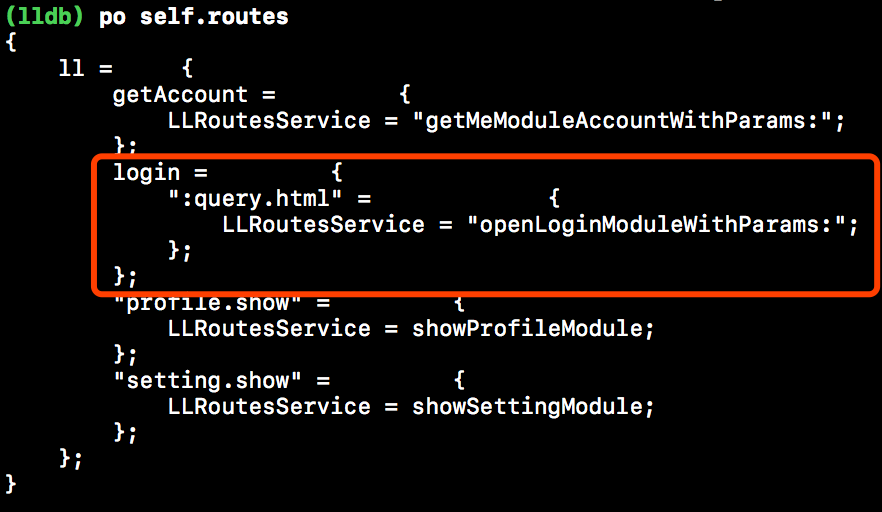 (lldb) po self.routes
{
    ll =     {
        getAccount =         {
            LLRoutesService = "getMeModuleAccountWithParams:";
        };
        login =         {
            ":query.html" =             {
                LLRoutesService = "openLoginModuleWithParams:";
            };
        };
        "profile.show" =         {
            LLRoutesService = showProfileModule;
        };
        "setting.show" =         {
            LLRoutesService = showSettingModule;
        };
    };
}